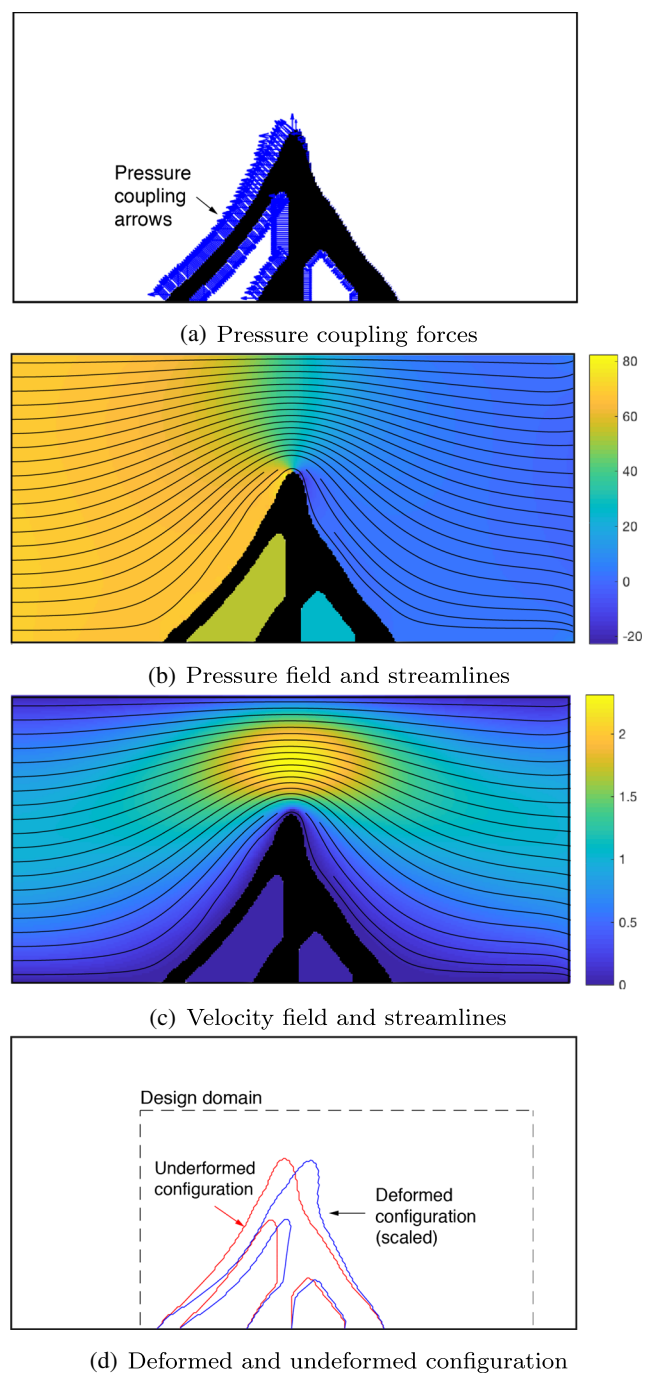 Pressure
coupling
arrows
(a) Pressure coupling forces
80
60
40
20
0
-20
(b) Pressure field and streamlines
2
1.5
1
0.5
0
(c) Velocity field and streamlines
Design domain
Underformed
configuration
Deformed
configuration
(scaled)
(d) Deformed and undeformed configuration